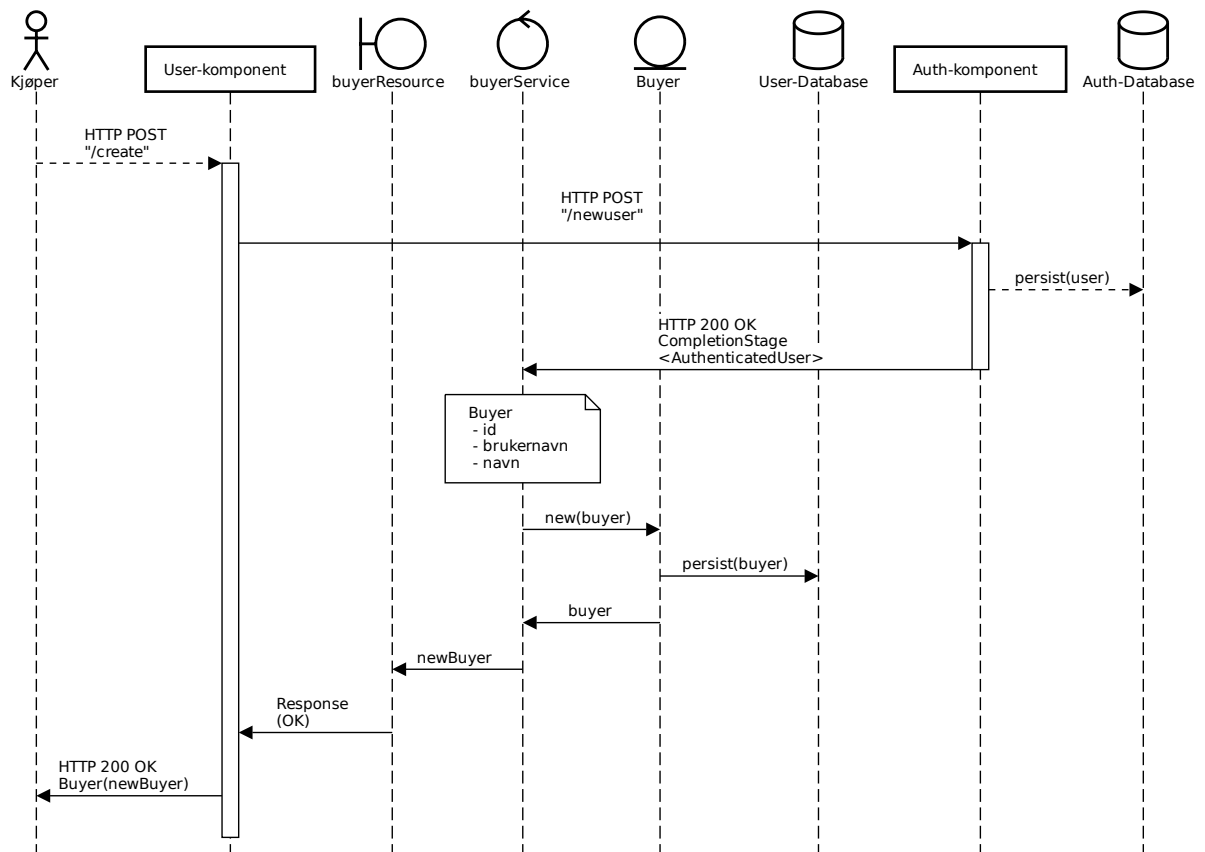 Kjøper
User-komponent
buyerResource
buyerService
Buyer
User-Database
Auth-komponent
Auth-Database
HTTP POST
"/create"
HTTP POST
"/newuser"
persist(user)
HTTP 200 OK
CompletionStage
<AuthenticatedUser>
Buyer
- id
- brukernavn
- navn
new(buyer)
persist(buyer)
buyer
newBuyer
Response
(OK)
HTTP 200 OK
Buyer(newBuyer)